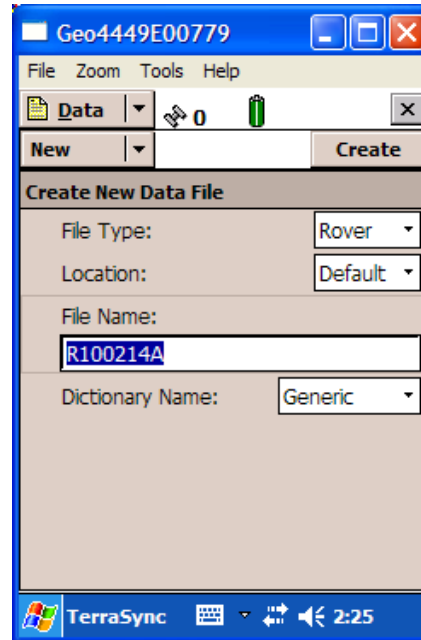 Geo4449E00779
File Zoom Tools Help
Data 0
New Create
Create New Data File
File Type: Rover
Location: Default
File Name:
R100214A
Dictionary Name: Generic
TerraSync 2:25